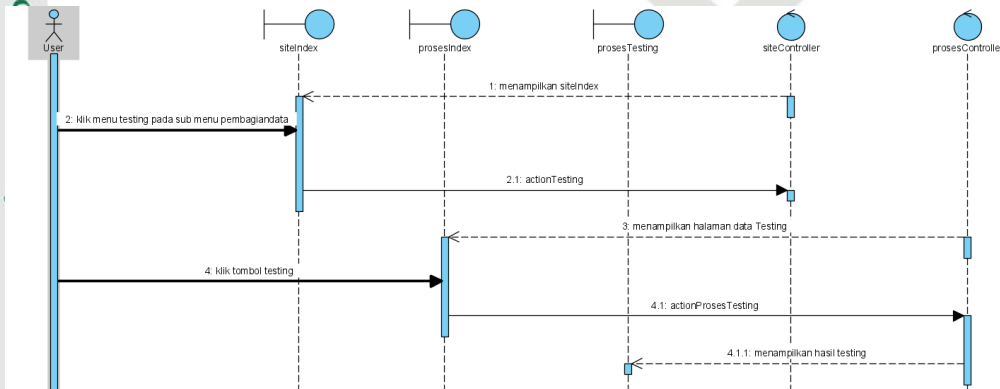 User
siteIndex
prosesIndex
prosesTesting
siteController
prosesControlle
1: menampilkan siteIndex
2: klik menu testing pada sub menu pembagiandata
2.1: actionTesting
3: menampilkan halaman data Testing
4: klik tombol testing
4.1: actionProsesTesting
4.1.1: menampilkan hasil testing